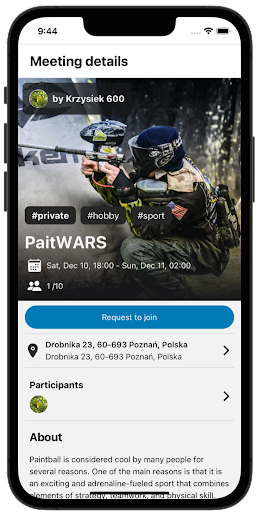 9:44
Meeting details
by Krzysiek 600
#private #hobby #sport
PaitWARS
Sat, Dec 10, 18:00 - Sun, Dec 11, 02:00
1 /10
Request to join
Drobnika 23, 60-693 Poznań, Polska
Drobnika 23, 60-693 Poznań, Polska
Participants
About
Paintball is considered cool by many people for
several reasons. One of the main reasons is that it is
an exciting and adrenaline-fueled sport that combines
elements of strategy, teamwork, and physical skill.